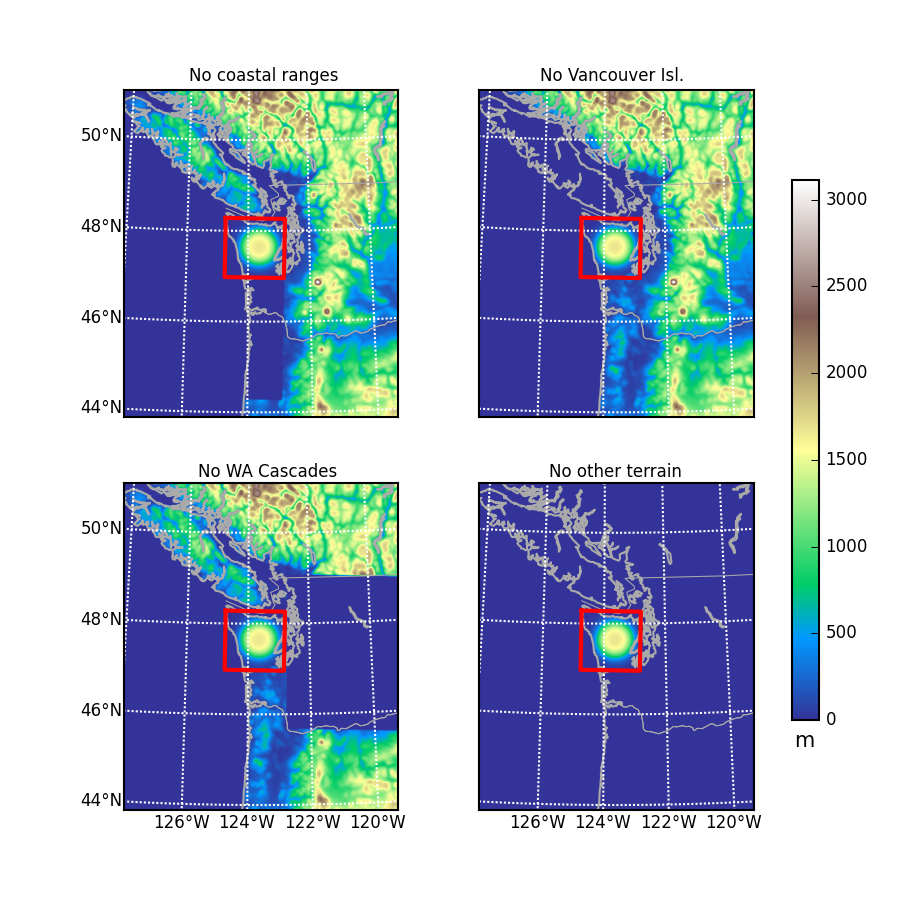 No coastal ranges
No Vancouver Isl.
50°N
48°N
46°N
44°N
3000
2500
2000
1500
1000
500
0
m
No WA Cascades
No other terrain
50°N
48°N
46°N
44°N
126°W 124°W 122°W 120°W
126°W 124°W 122°W 120°W